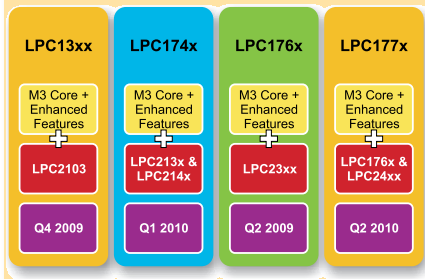 LPC13xx
M3 Core +
Enhanced
Features
+
LPC2103
Q4 2009
LPC174x
M3 Core +
Enhanced
Features
+
LPC213x &
LPC214x
Q1 2010
LPC176x
M3 Core +
Enhanced
Features
+
LPC23xx
Q2 2009
LPC177x
M3 Core +
Enhanced
Features
+
LPC176x &
LPC24xx
Q2 2010